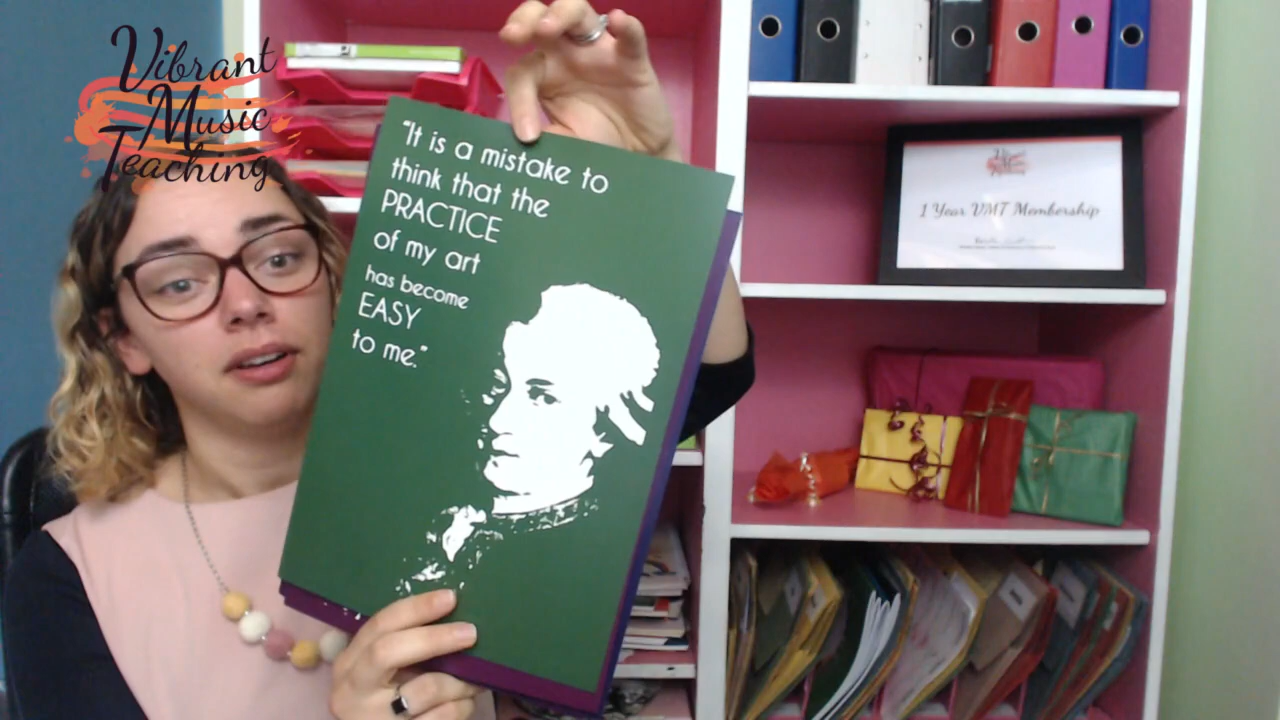 Vibrant
Music
Teaching
"It is a mistake to
think that the
PRACTICE
of my art
has become
EASY
to me."
1 Year VMT Membership